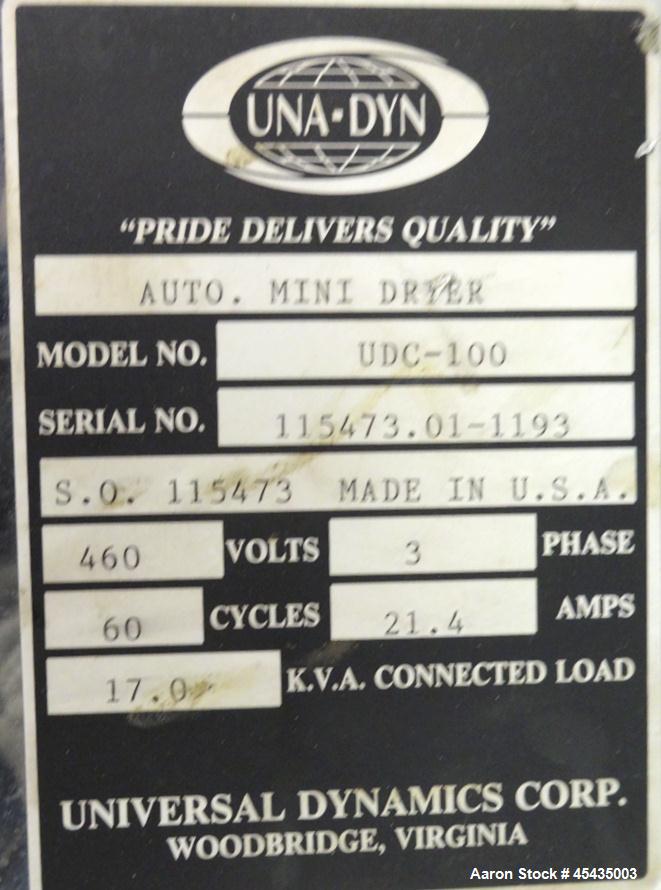 UNA-DYN
"PRIDE DELIVERS QUALITY"
AUTO. MINI DRYER
MODEL NO. UDC-100
SERIAL NO. 115473.01-1193
S.O. 115473 MADE IN U.S.A.
460 VOLTS 3 PHASE
60 CYCLES 21.4 AMPS
17.0 K.V.A. CONNECTED LOAD
UNIVERSAL DYNAMICS CORP.
WOODBRIDGE, VIRGINIA
Aaron Stock # 45435003